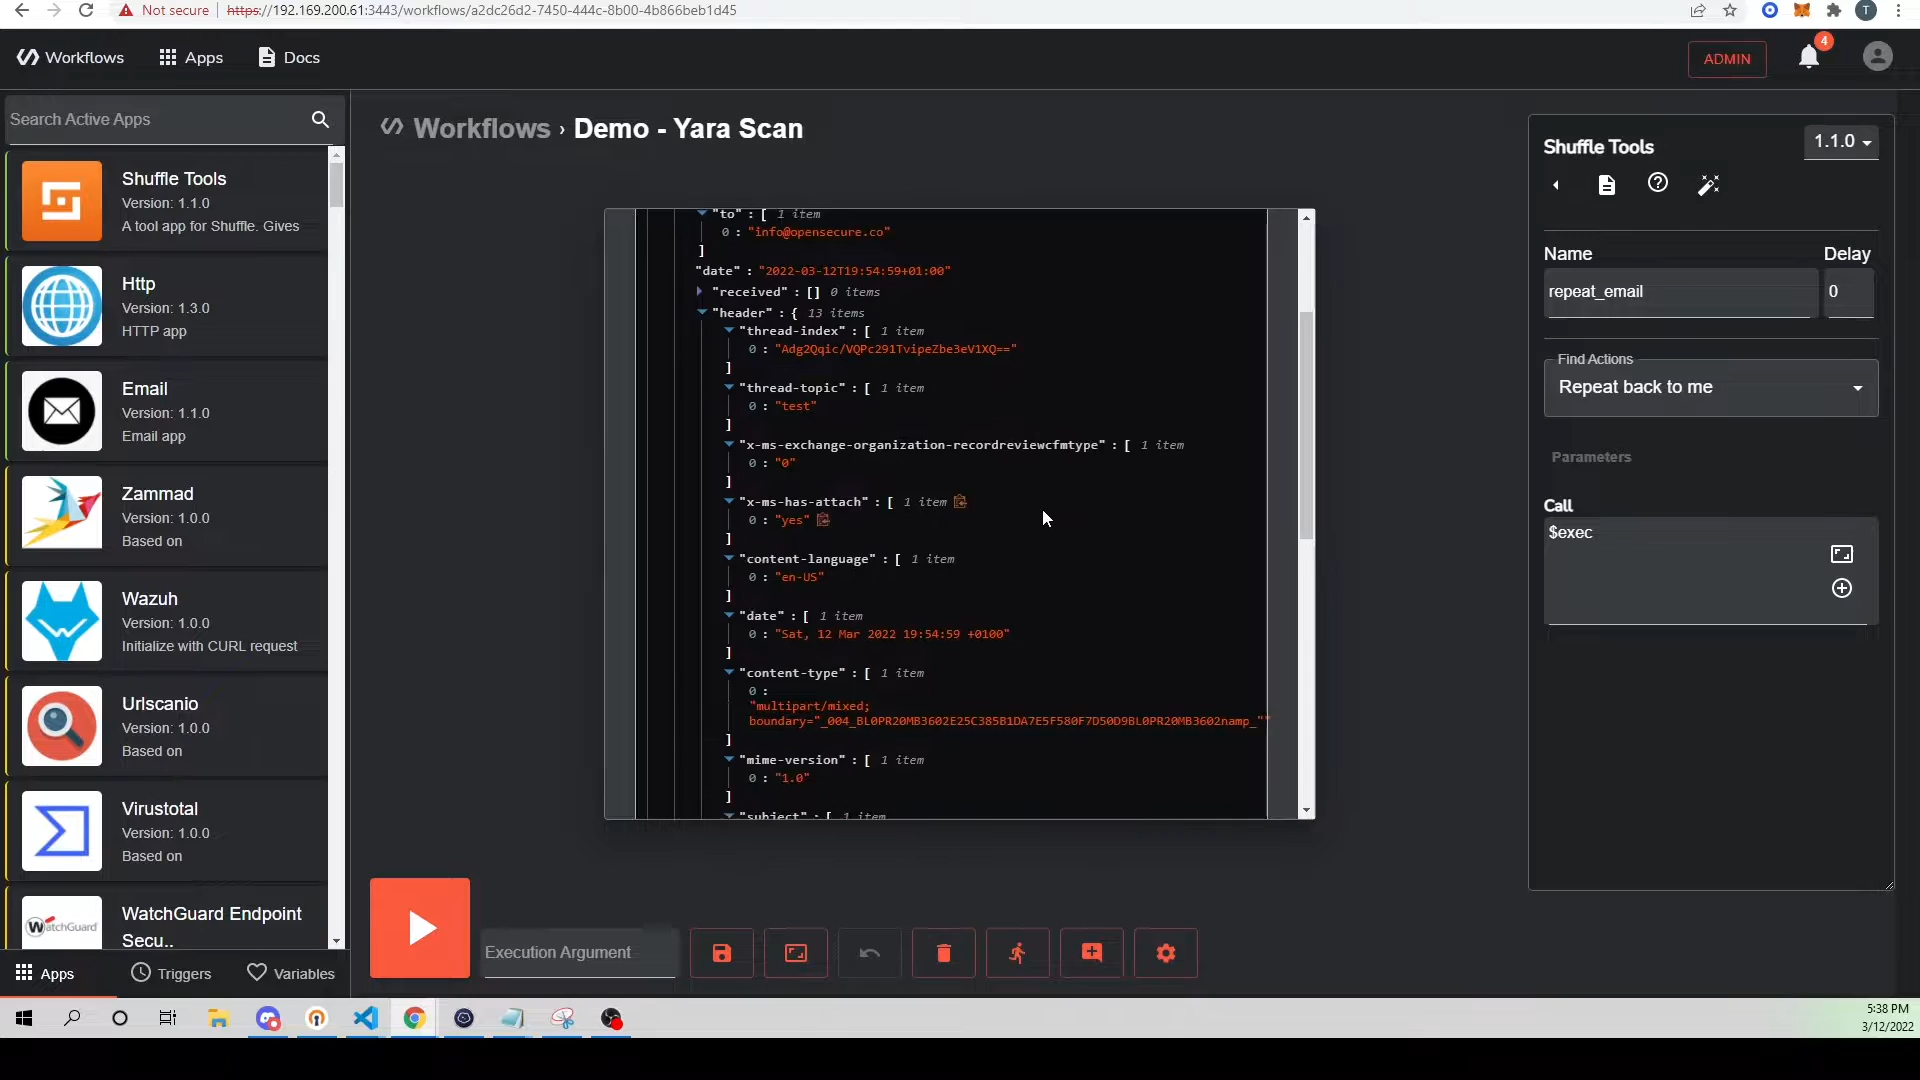 Not secure
https://192.169.200.61:3443/workflows/a2dc26d2-7450-444c-8b00-4b866beb1d45
T
Workflows
Apps
Docs
ADMIN
4
Search Active Apps
Shuffle Tools
Version: 1.1.0
A tool app for Shuffle. Gives
Http
Version: 1.3.0
HTTP app
Email
Version: 1.1.0
Email app
Zammad
Version: 1.0.0
Based on
Wazuh
Version: 1.0.0
Initialize with CURL request
Urlscanio
Version: 1.0.0
Based on
Virustotal
Version: 1.0.0
Based on
WatchGuard
WatchGuard Endpoint
Secu..
Apps
Triggers
Variables
Workflows › Demo - Yara Scan
"to" : [ 1 item
0 : "info@opensecure.co"
]
"date" : "2022-03-12T19:54:59+01:00"
"received" : [] 0 items
"header" : { 13 items
"thread-index" : [ 1 item
0 : "Adg2Qqic/VQPc291TvipeZbe3eV1XQ=="
]
"thread-topic" : [ 1 item
0 : "test"
]
"x-ms-exchange-organization-recordreviewcfmtype" : [ 1 item
0 : "0"
]
"x-ms-has-attach" : [ 1 item
0 : "yes"
]
"content-language" : [ 1 item
0 : "en-US"
]
"date" : [ 1 item
0 : "Sat, 12 Mar 2022 19:54:59 +0100"
]
"content-type" : [ 1 item
0 :
"multipart/mixed;
boundary="_004_BL0PR20MB3602E25C385B1DA7E5F580F7D50D9BL0PR20MB3602namp_""
]
"mime-version" : [ 1 item
0 : "1.0"
]
"subject" : [ 1 item
Execution Argument
Shuffle Tools
1.1.0
Name
Delay
repeat_email
0
Find Actions
Repeat back to me
Parameters
Call
$exec
5:38 PM
3/12/2022